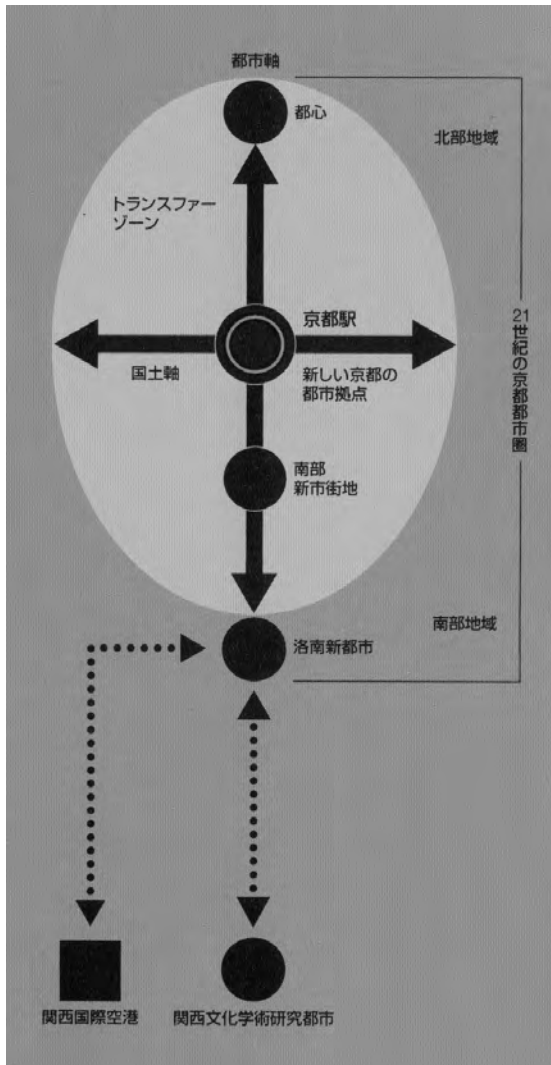 都市軸
都心
北部地域
トランスファー
ゾーン
京都駅
国土軸
新しい京都の
都市拠点
21世紀の京都都市圏
南部
新市街地
南部地域
洛南新都市
関西国際空港
関西文化学術研究都市